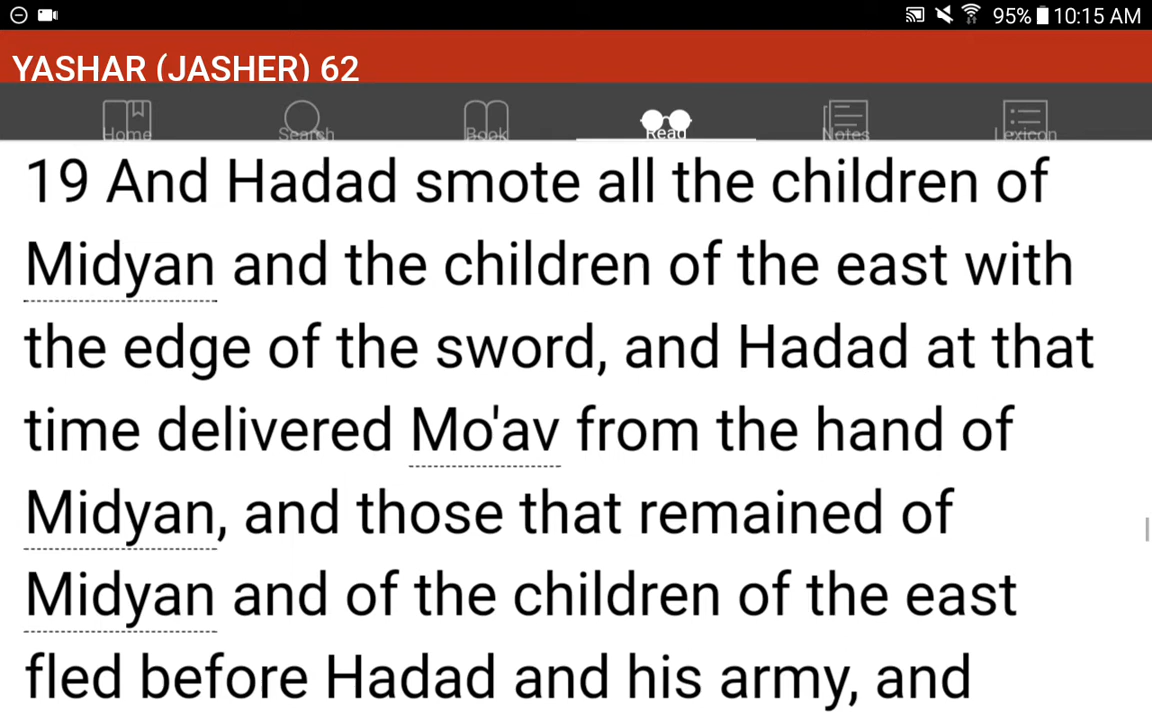 95% 10:15 AM
YASHAR (JASHER) 62
Home Search Book Read Notes Lexicon
19 And Hadad smote all the children of
Midyan and the children of the east with
the edge of the sword, and Hadad at that
time delivered Mo'av from the hand of
Midyan, and those that remained of
Midyan and of the children of the east
fled before Hadad and his army, and